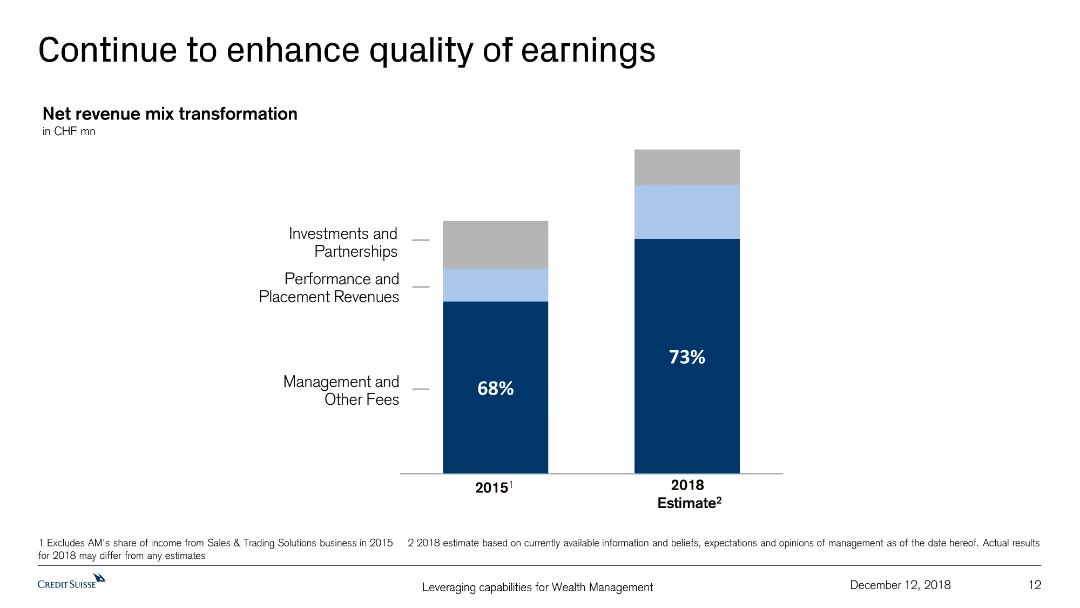 Continue to enhance quality of earnings
Net revenue mix transformation
in CHF mn
Investments and
Partnerships
Performance and
Placement Revenues
Management and
Other Fees
68%
73%
2015¹
2018
Estimate²
1 Excludes AM's share of income from Sales & Trading Solutions business in 2015 2 2018 estimate based on currently available information and beliefs, expectations and opinions of management as of the date hereof. Actual results
for 2018 may differ from any estimates
CREDIT SUISSE
Leveraging capabilities for Wealth Management
December 12, 2018
12